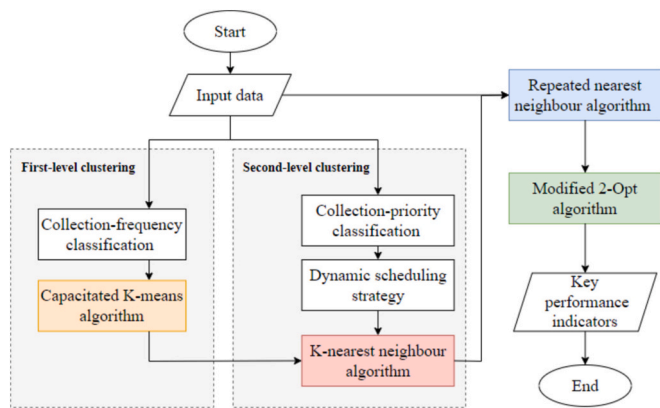 Start
Input data
First-level clustering
Collection-frequency
classification
Capacitated K-means
algorithm
Second-level clustering
Collection-priority
classification
Dynamic scheduling
strategy
K-nearest neighbour
algorithm
Repeated nearest
neighbour algorithm
Modified 2-Opt
algorithm
Key
performance
indicators
End